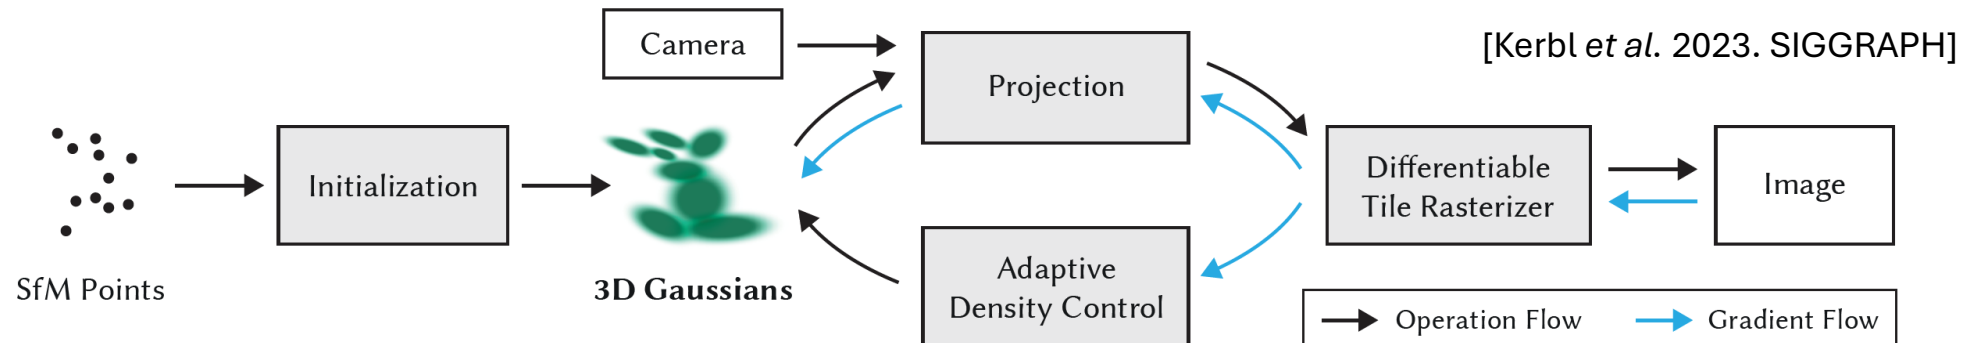 Camera
[Kerbl et al. 2023. SIGGRAPH]
Projection
Initialization
Differentiable
Tile Rasterizer
Image
SfM Points
3D Gaussians
Adaptive
Density Control
Operation Flow
Gradient Flow